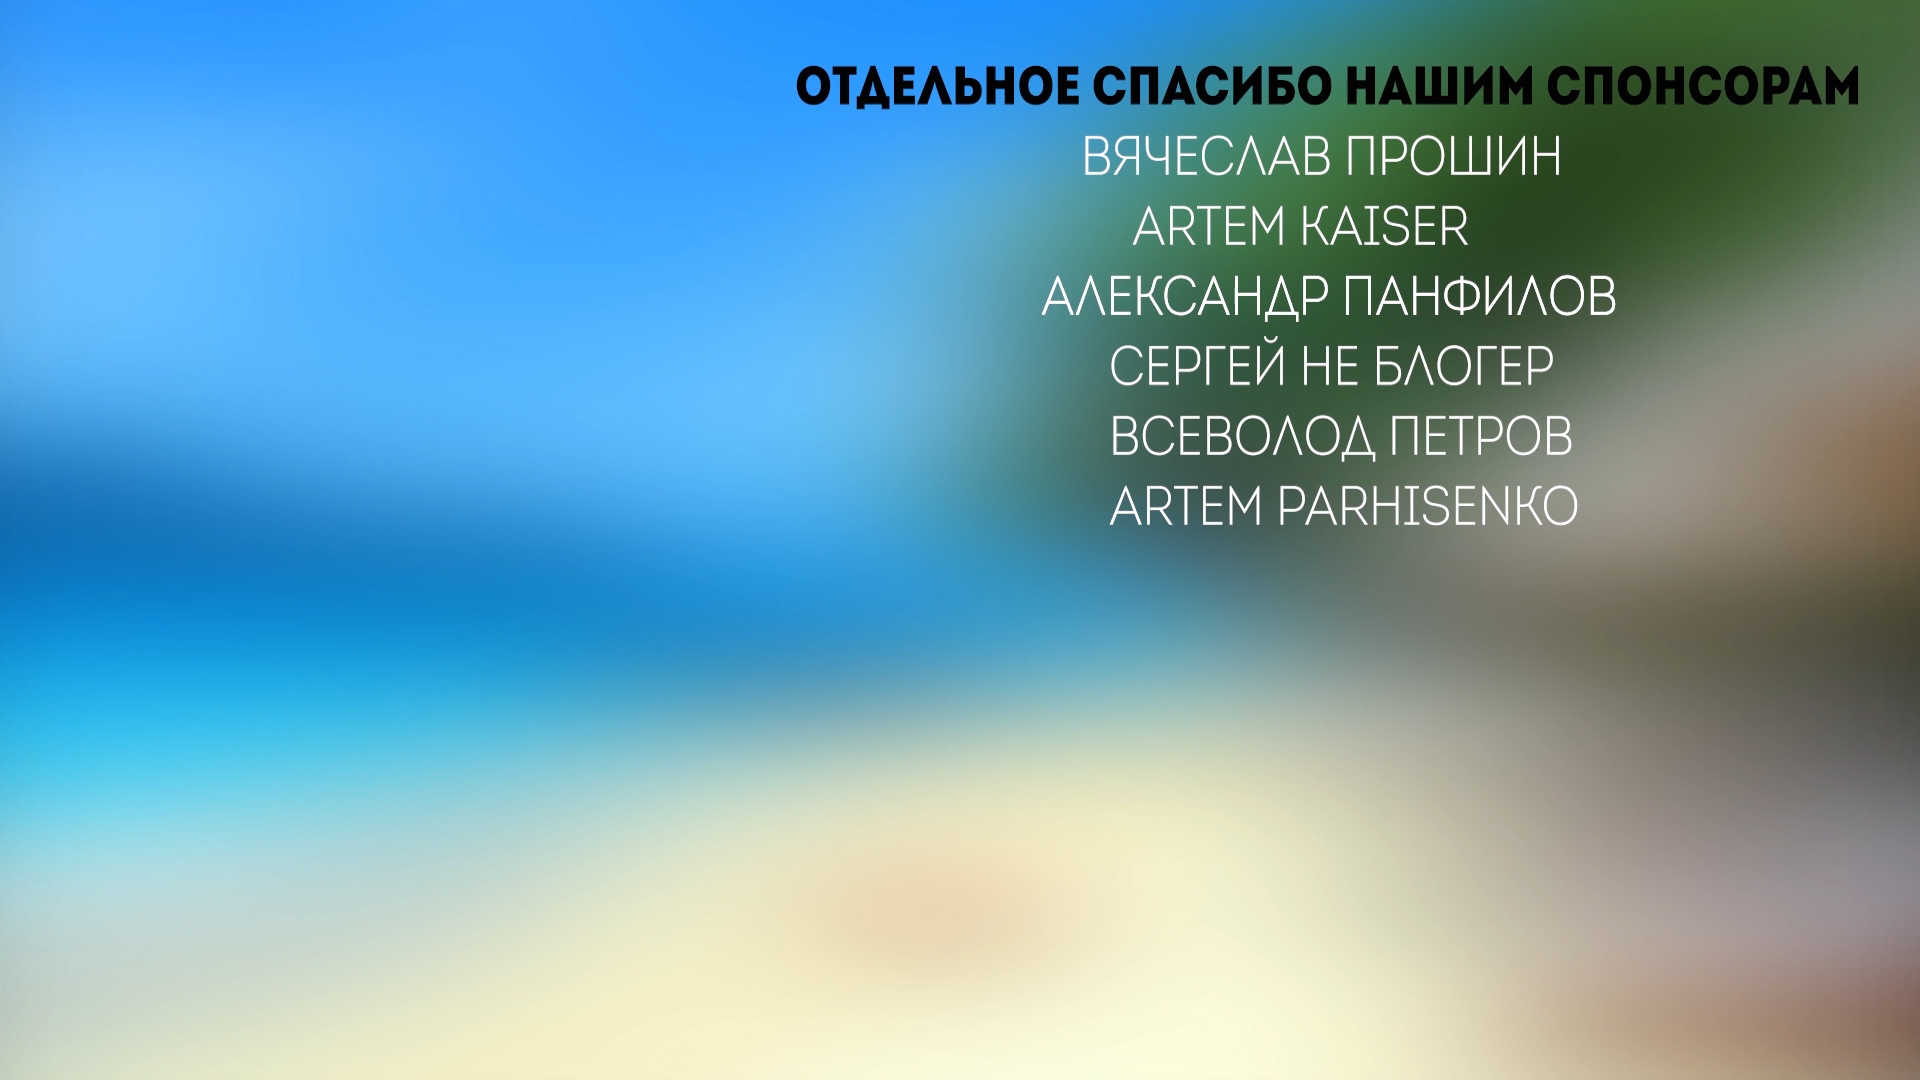 ОТДЕЛЬНОЕ СПАСИБО НАШИМ СПОНСОРАМ
ВЯЧЕСЛАВ ПРОШИН
ARTEM KAISER
АЛЕКСАНДР ПАНФИЛОВ
СЕРГЕЙ НЕ БЛОГЕР
ВСЕВОЛОД ПЕТРОВ
ARTEM PARHISENKO